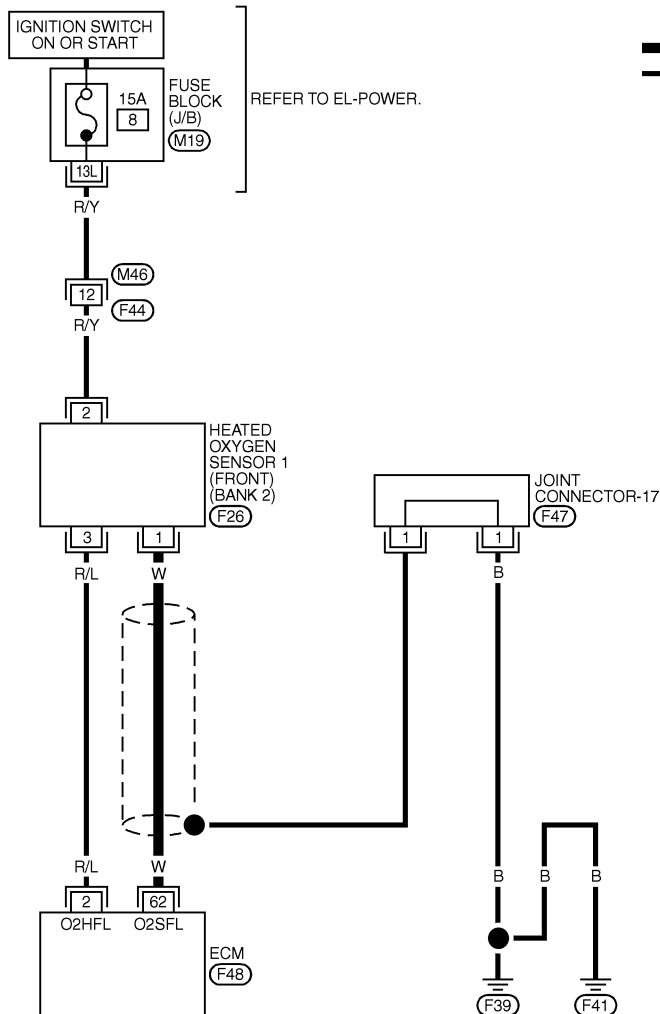 IGNITION SWITCH
ON OR START
FUSE
BLOCK
(J/B)
M19
15A
8
REFER TO EL-POWER.
13L
R/Y
M46
12
F44
R/Y
2
HEATED
OXYGEN
SENSOR 1
(FRONT)
(BANK 2)
F26
JOINT
CONNECTOR-17
F47
3
1
1
1
R/L
W
B
R/L
W
B
B
B
2
62
O2HFL
O2SFL
ECM
F48
F39
F41